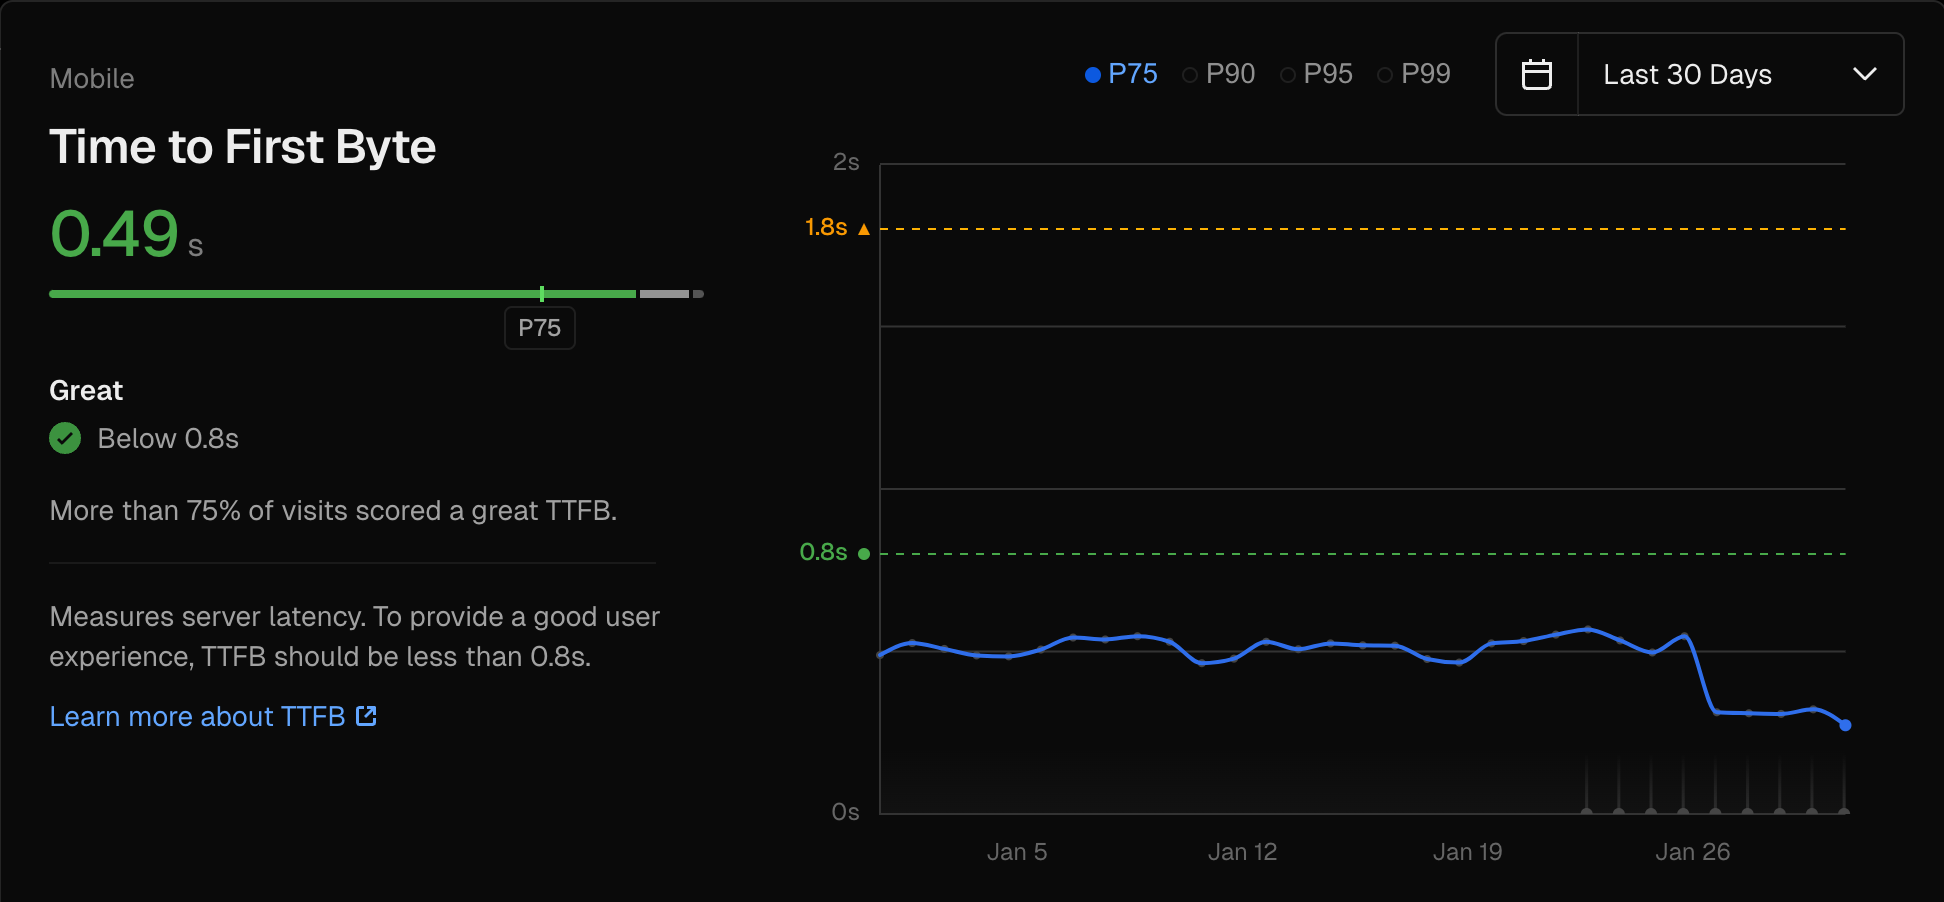 Mobile
Time to First Byte
0.49 s
P75
Great
Below 0.8s
More than 75% of visits scored a great TTFB.
Measures server latency. To provide a good user
experience, TTFB should be less than 0.8s.
Learn more about TTFB
P75 P90 P95 P99
Last 30 Days
2s
1.8s
0.8s
0s
Jan 5 Jan 12 Jan 19 Jan 26